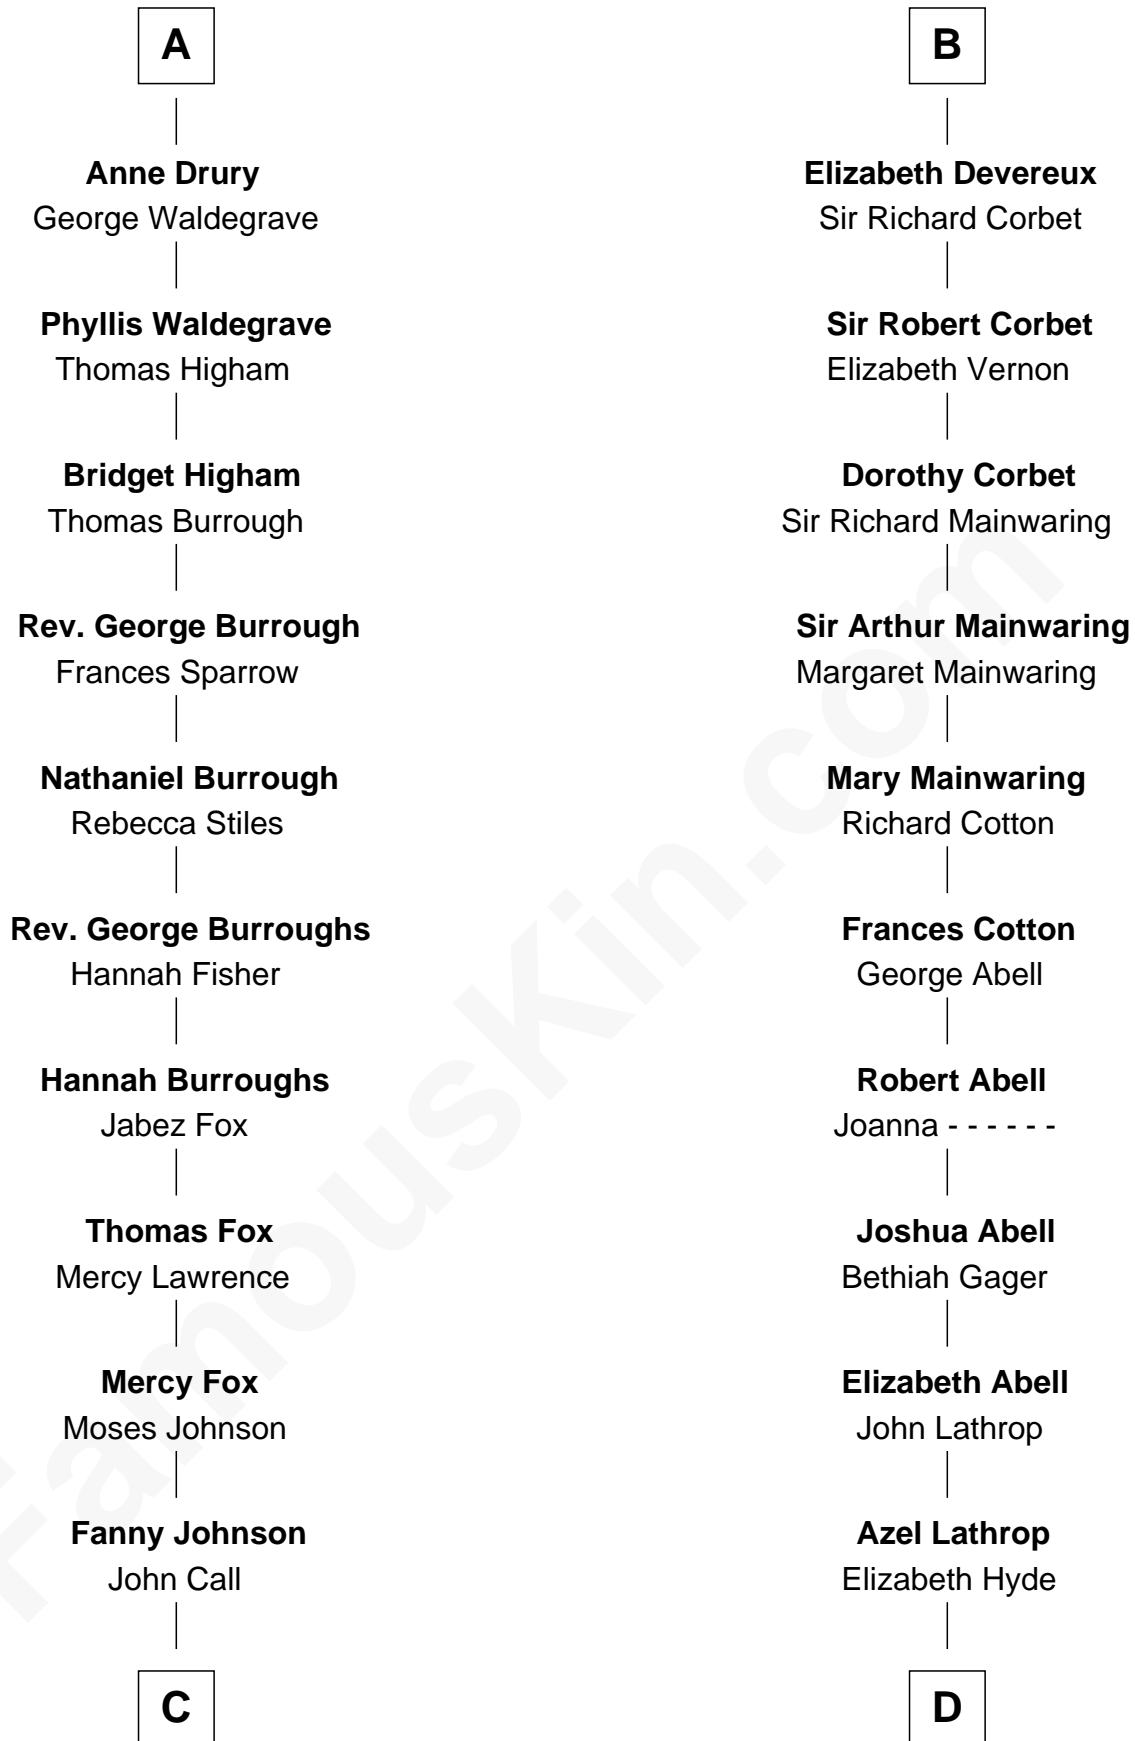 A
Anne Drury
George Waldegrave
Phyllis Waldegrave
Thomas Higham
Bridget Higham
Thomas Burrough
Rev. George Burrough
Frances Sparrow
Nathaniel Burrough
Rebecca Stiles
Rev. George Burroughs
Hannah Fisher
Hannah Burroughs
Jabez Fox
Thomas Fox
Mercy Lawrence
Mercy Fox
Moses Johnson
Fanny Johnson
John Call
C
B
Elizabeth Devereux
Sir Richard Corbet
Sir Robert Corbet
Elizabeth Vernon
Dorothy Corbet
Sir Richard Mainwaring
Sir Arthur Mainwaring
Margaret Mainwaring
Mary Mainwaring
Richard Cotton
Frances Cotton
George Abell
Robert Abell
Joanna - - - - - -
Joshua Abell
Bethiah Gager
Elizabeth Abell
John Lathrop
Azel Lathrop
Elizabeth Hyde
D
FamousKin.com